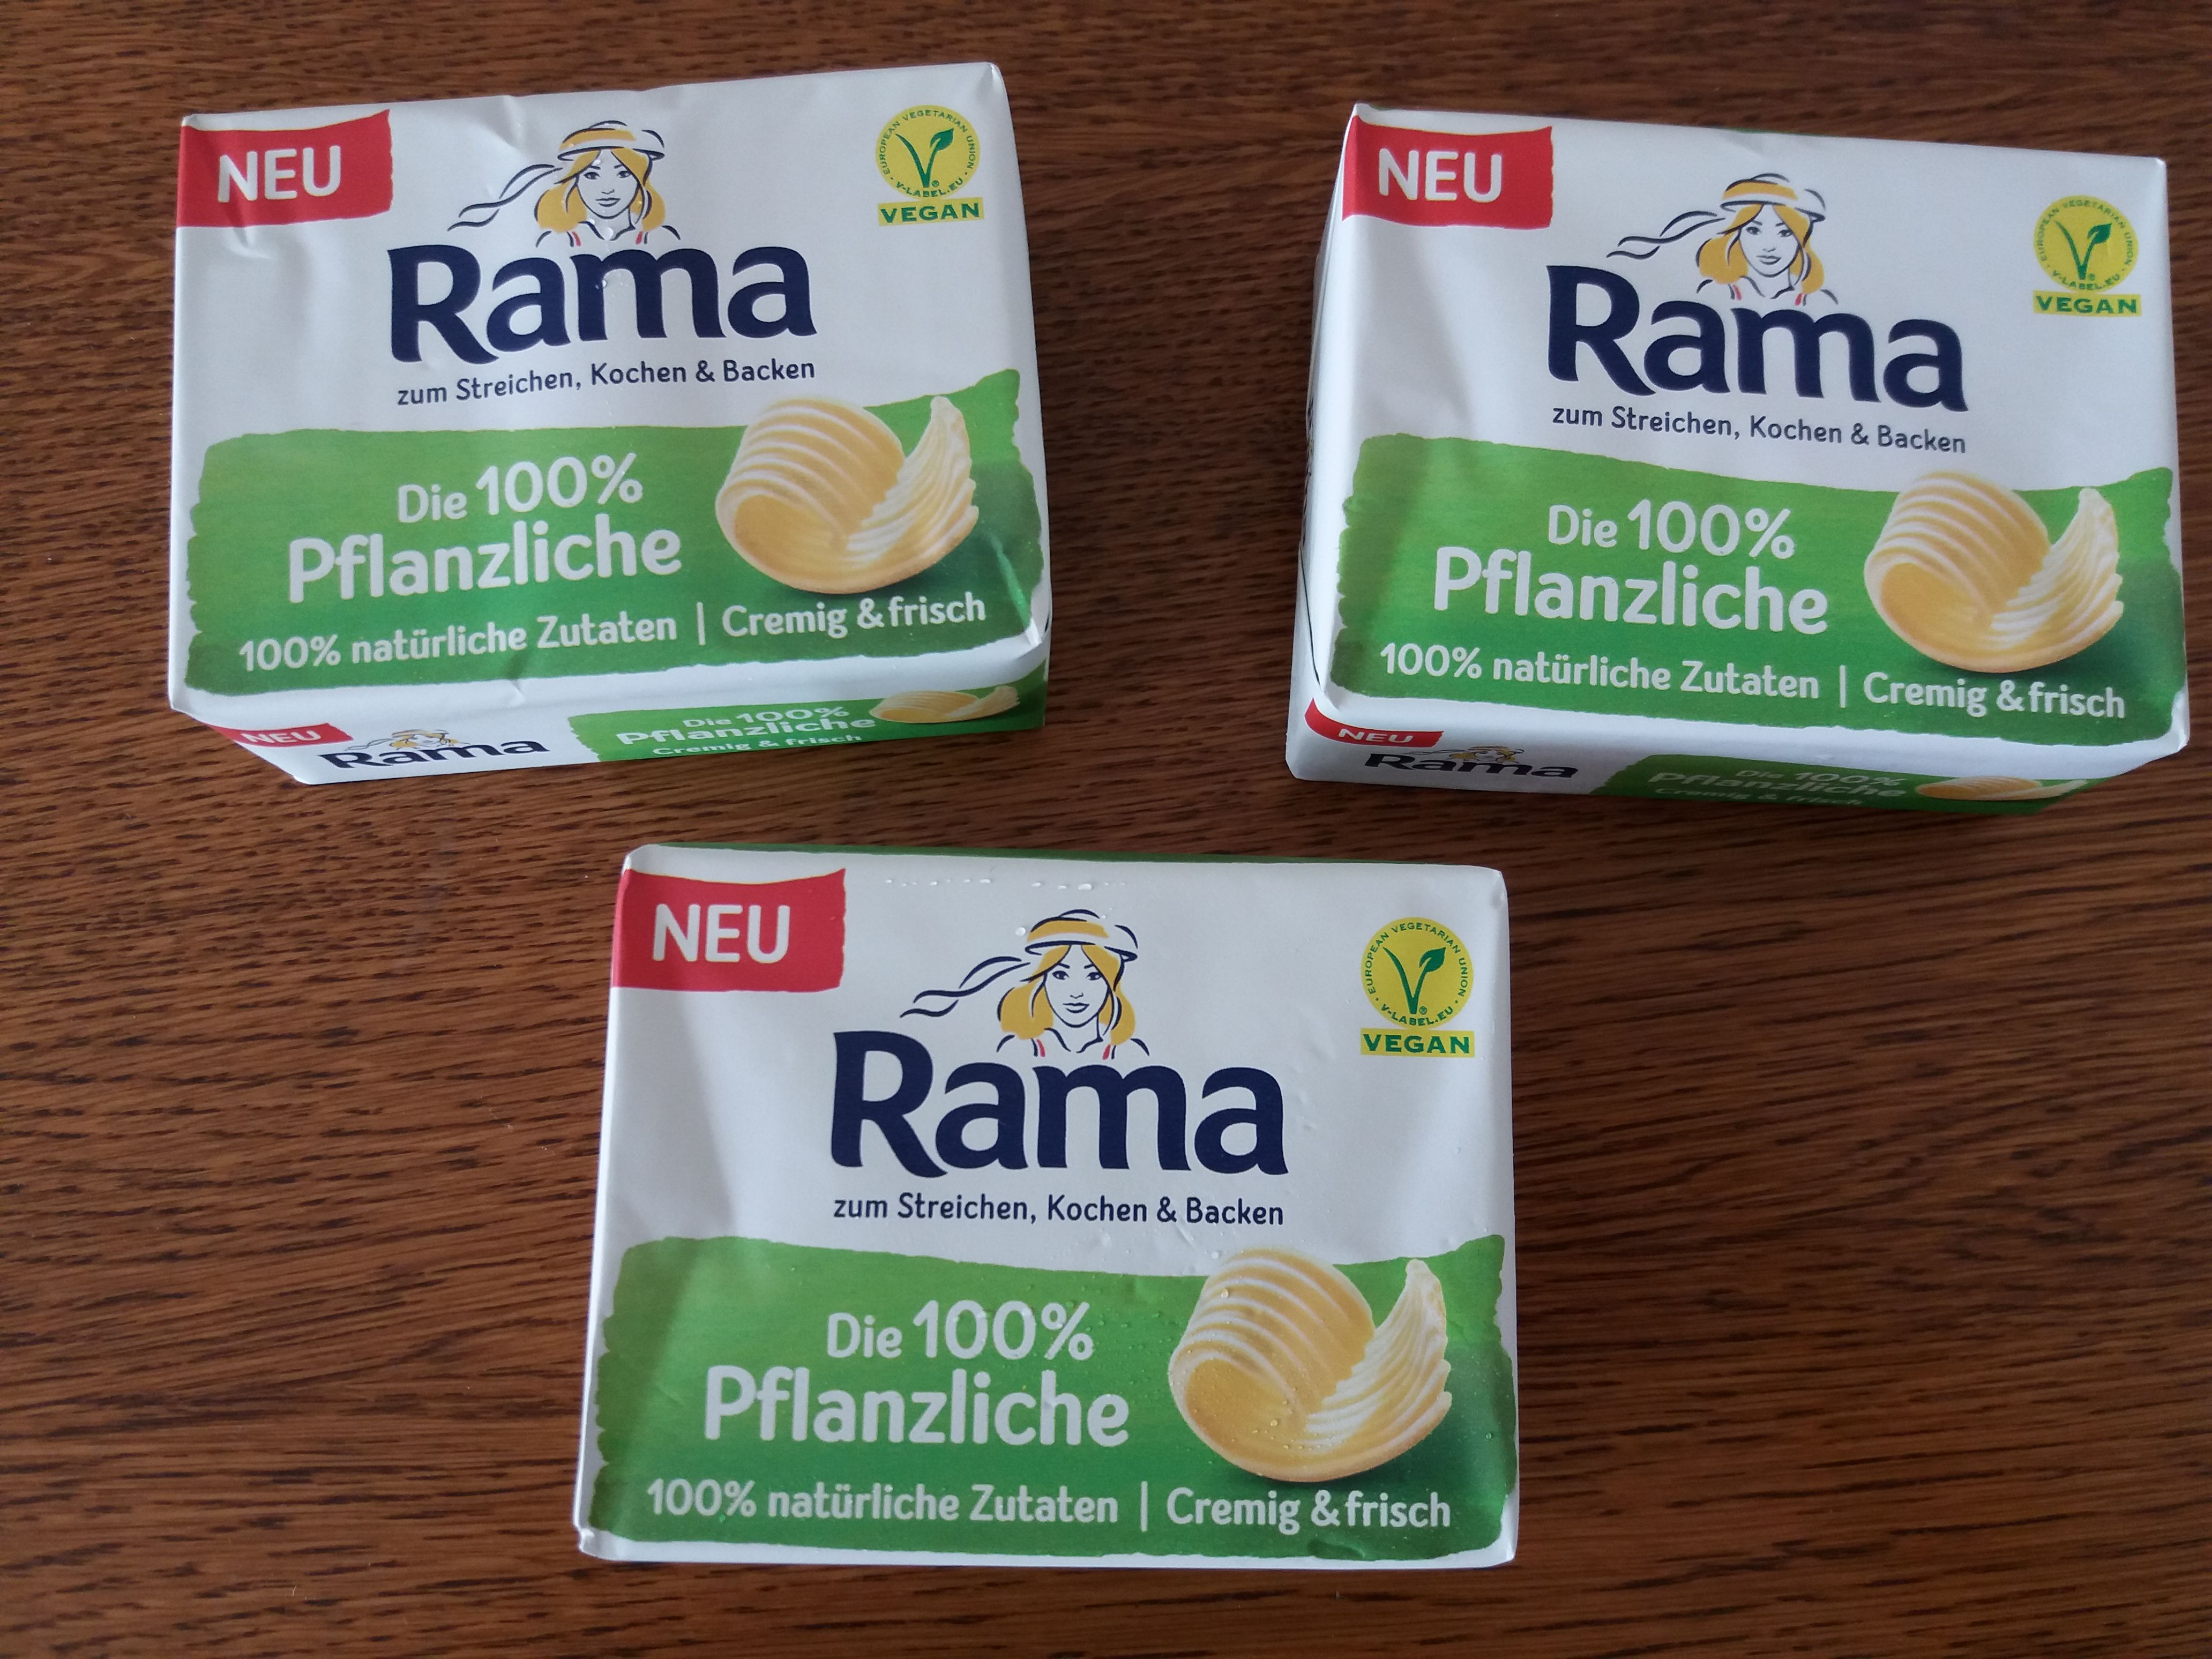 NEU
EUROPEAN VEGETARIAN UNION
V-LABEL.EU
VEGAN
Rama
zum Streichen, Kochen & Backen
Die 100%
Pflanzliche
100% natürliche Zutaten | Cremig & frisch
NEU
Rama
Die 100%
Pflanzliche
Cremig & frisch
NEU
EUROPEAN VEGETARIAN UNION
V-LABEL.EU
VEGAN
Rama
zum Streichen, Kochen & Backen
Die 100%
Pflanzliche
100% natürliche Zutaten | Cremig & frisch
NEU
Rama
Die 100%
Pflanzliche
Cremig & frisch
NEU
EUROPEAN VEGETARIAN UNION
V-LABEL.EU
VEGAN
Rama
zum Streichen, Kochen & Backen
Die 100%
Pflanzliche
100% natürliche Zutaten | Cremig & frisch